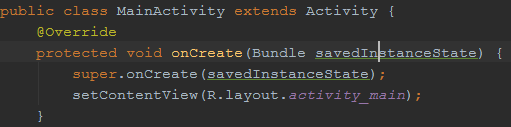 public class MainActivity extends Activity {
@Override
protected void onCreate(Bundle savedInstanceState) {
super.onCreate(savedInstanceState);
setContentView(R.layout.activity_main);
}